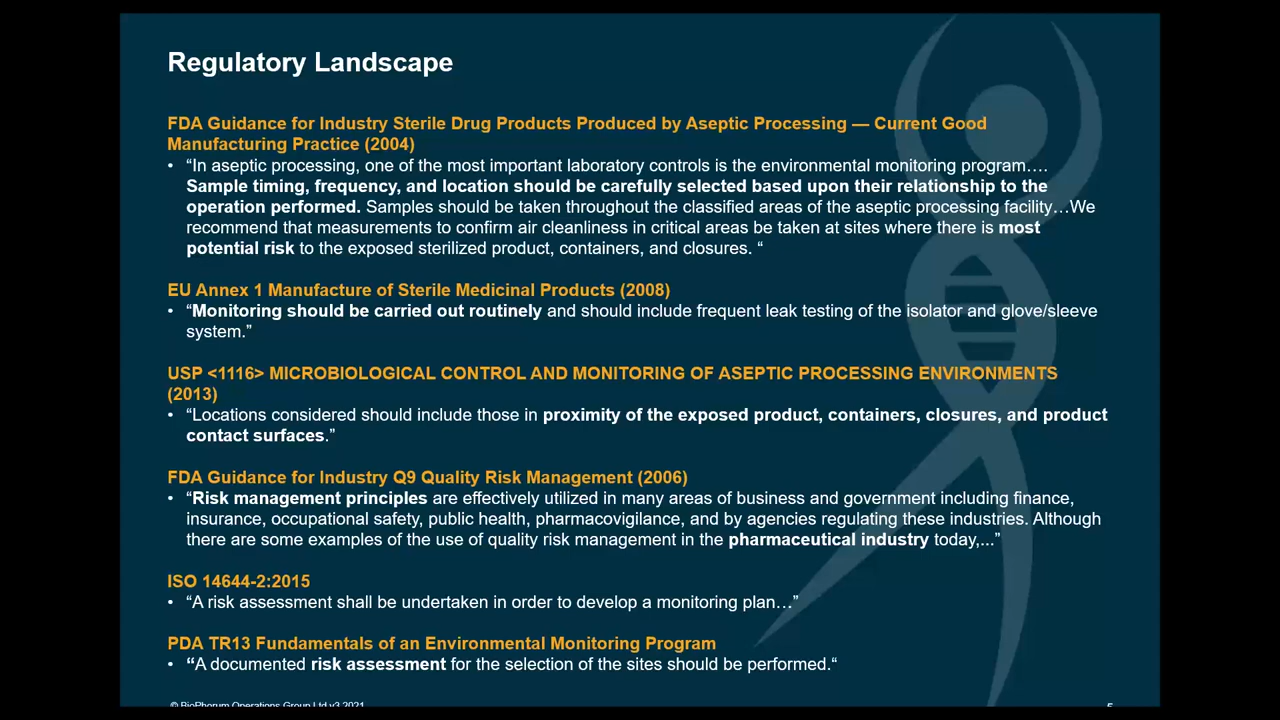 Regulatory Landscape
FDA Guidance for Industry Sterile Drug Products Produced by Aseptic Processing — Current Good
Manufacturing Practice (2004)
• “In aseptic processing, one of the most important laboratory controls is the environmental monitoring program….
Sample timing, frequency, and location should be carefully selected based upon their relationship to the
operation performed. Samples should be taken throughout the classified areas of the aseptic processing facility…We
recommend that measurements to confirm air cleanliness in critical areas be taken at sites where there is most
potential risk to the exposed sterilized product, containers, and closures. “
EU Annex 1 Manufacture of Sterile Medicinal Products (2008)
• “Monitoring should be carried out routinely and should include frequent leak testing of the isolator and glove/sleeve
system.”
USP <1116> MICROBIOLOGICAL CONTROL AND MONITORING OF ASEPTIC PROCESSING ENVIRONMENTS
(2013)
• “Locations considered should include those in proximity of the exposed product, containers, closures, and product
contact surfaces.”
FDA Guidance for Industry Q9 Quality Risk Management (2006)
• “Risk management principles are effectively utilized in many areas of business and government including finance,
insurance, occupational safety, public health, pharmacovigilance, and by agencies regulating these industries. Although
there are some examples of the use of quality risk management in the pharmaceutical industry today,...”
ISO 14644-2:2015
• “A risk assessment shall be undertaken in order to develop a monitoring plan…”
PDA TR13 Fundamentals of an Environmental Monitoring Program
• “A documented risk assessment for the selection of the sites should be performed.“
© BioPhorum Operations Group Ltd v3 2021
5